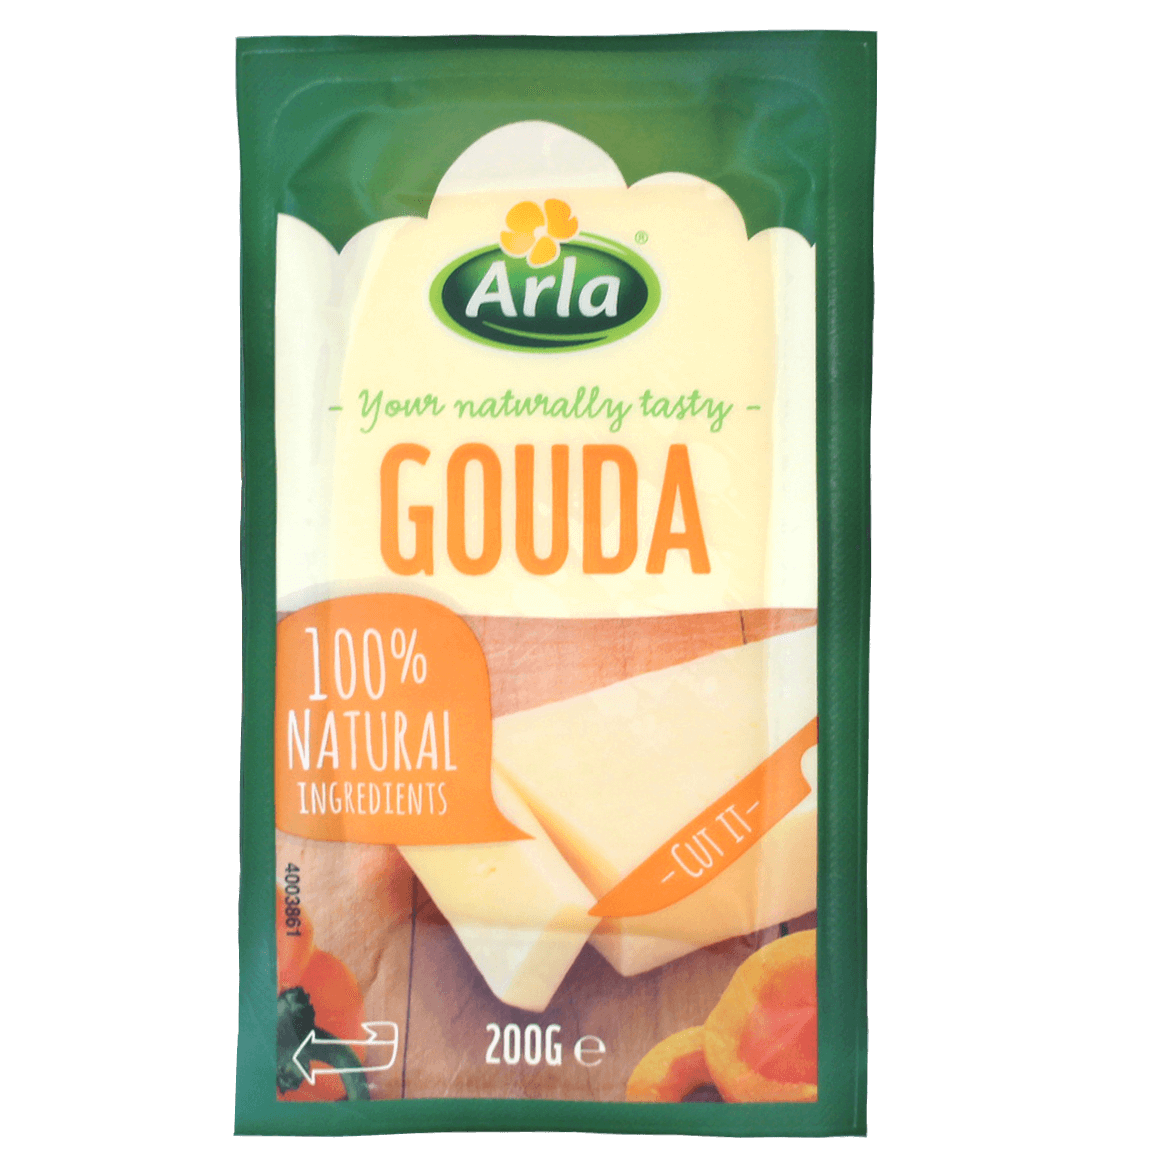 Arla®
- Your naturally tasty -
GOUDA
100%
NATURAL
INGREDIENTS
- CUT IT -
4003861
200G ℮